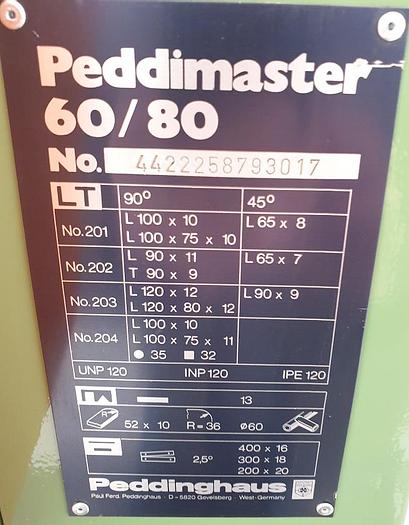 Peddimaster
60/80
No. 4422258793017
LT 90° 45°
No.201 L 100 x 10 L 65 x 8
L 100 x 75 x 10
No.202 L 90 x 11 L 65 x 7
T 90 x 9
No.203 L 120 x 12 L 90 x 9
L 120 x 80 x 12
No.204 L 100 x 10
L 100 x 75 x 11
● 35 ■ 32
UNP 120 INP 120 IPE 120
13
R 52 x 10 R = 36 ø60
2,5° 400 x 16
300 x 18
200 x 20
Peddinghaus
Paul Ferd. Peddinghaus · D - 5820 Gevelsberg · West-Germany